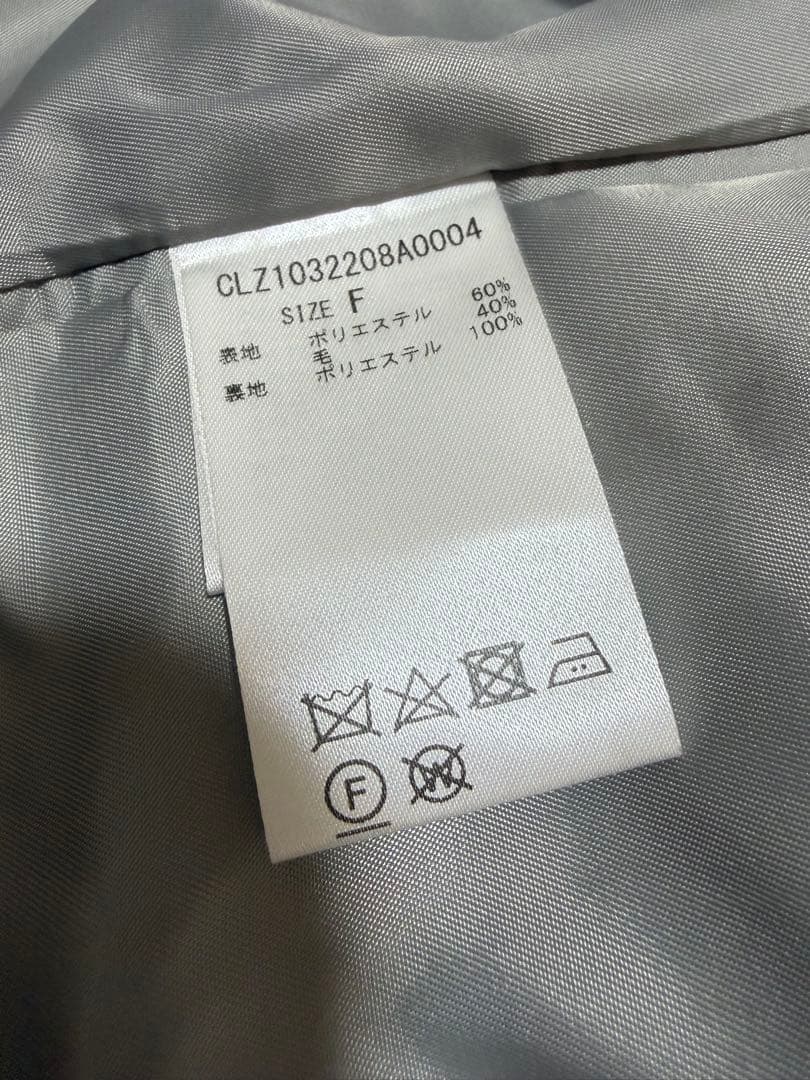 CLZ1032208A0004
SIZE F
表地 ポリエステル 60%
毛 40%
裏地 ポリエステル 100%
F W